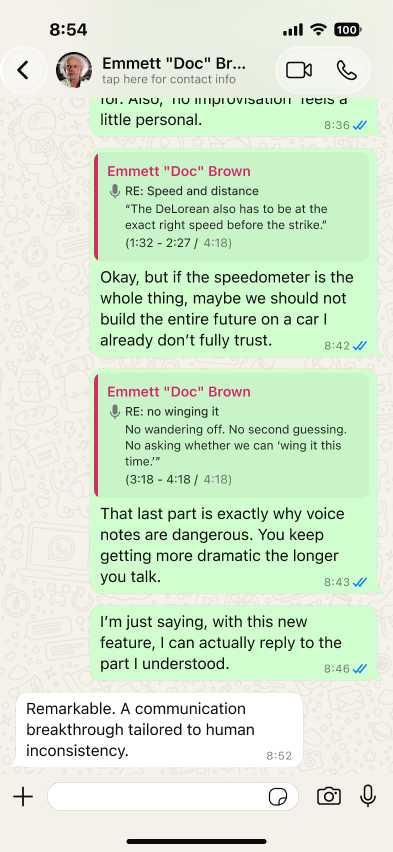 8:54
100
Emmett "Doc" Br...
tap here for contact info
for. Also, “no improvisation” feels a
little personal.
8:36
Emmett "Doc" Brown
RE: Speed and distance
“The DeLorean also has to be at the
exact right speed before the strike.”
(1:32 - 2:27 / 4:18)
Okay, but if the speedometer is the
whole thing, maybe we should not
build the entire future on a car I
already don’t fully trust.
8:42
Emmett "Doc" Brown
RE: no winging it
No wandering off. No second guessing.
No asking whether we can ‘wing it this
time.’”
(3:18 - 4:18 / 4:18)
That last part is exactly why voice
notes are dangerous. You keep
getting more dramatic the longer
you talk.
8:43
I’m just saying, with this new
feature, I can actually reply to the
part I understood.
8:46
Remarkable. A communication
breakthrough tailored to human
inconsistency.
8:52